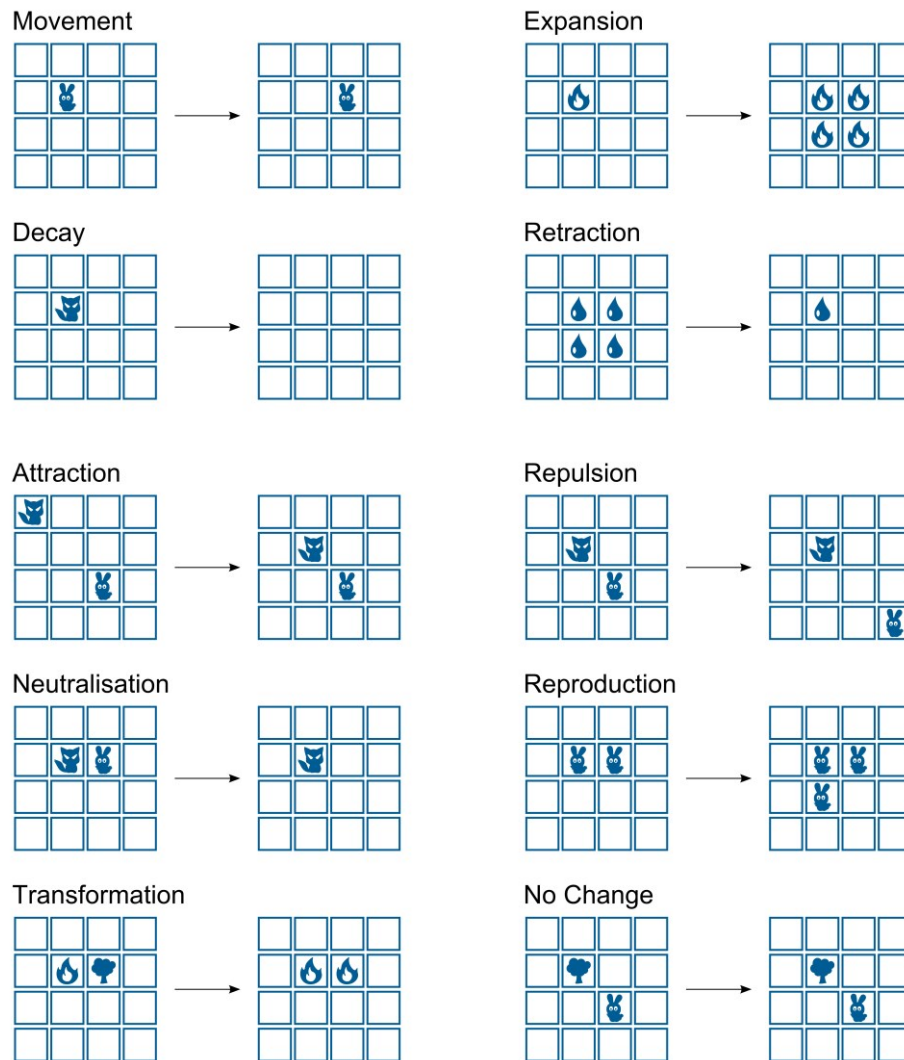 Movement
Expansion
Decay
Retraction
Attraction
Repulsion
Neutralisation
Reproduction
Transformation
No Change